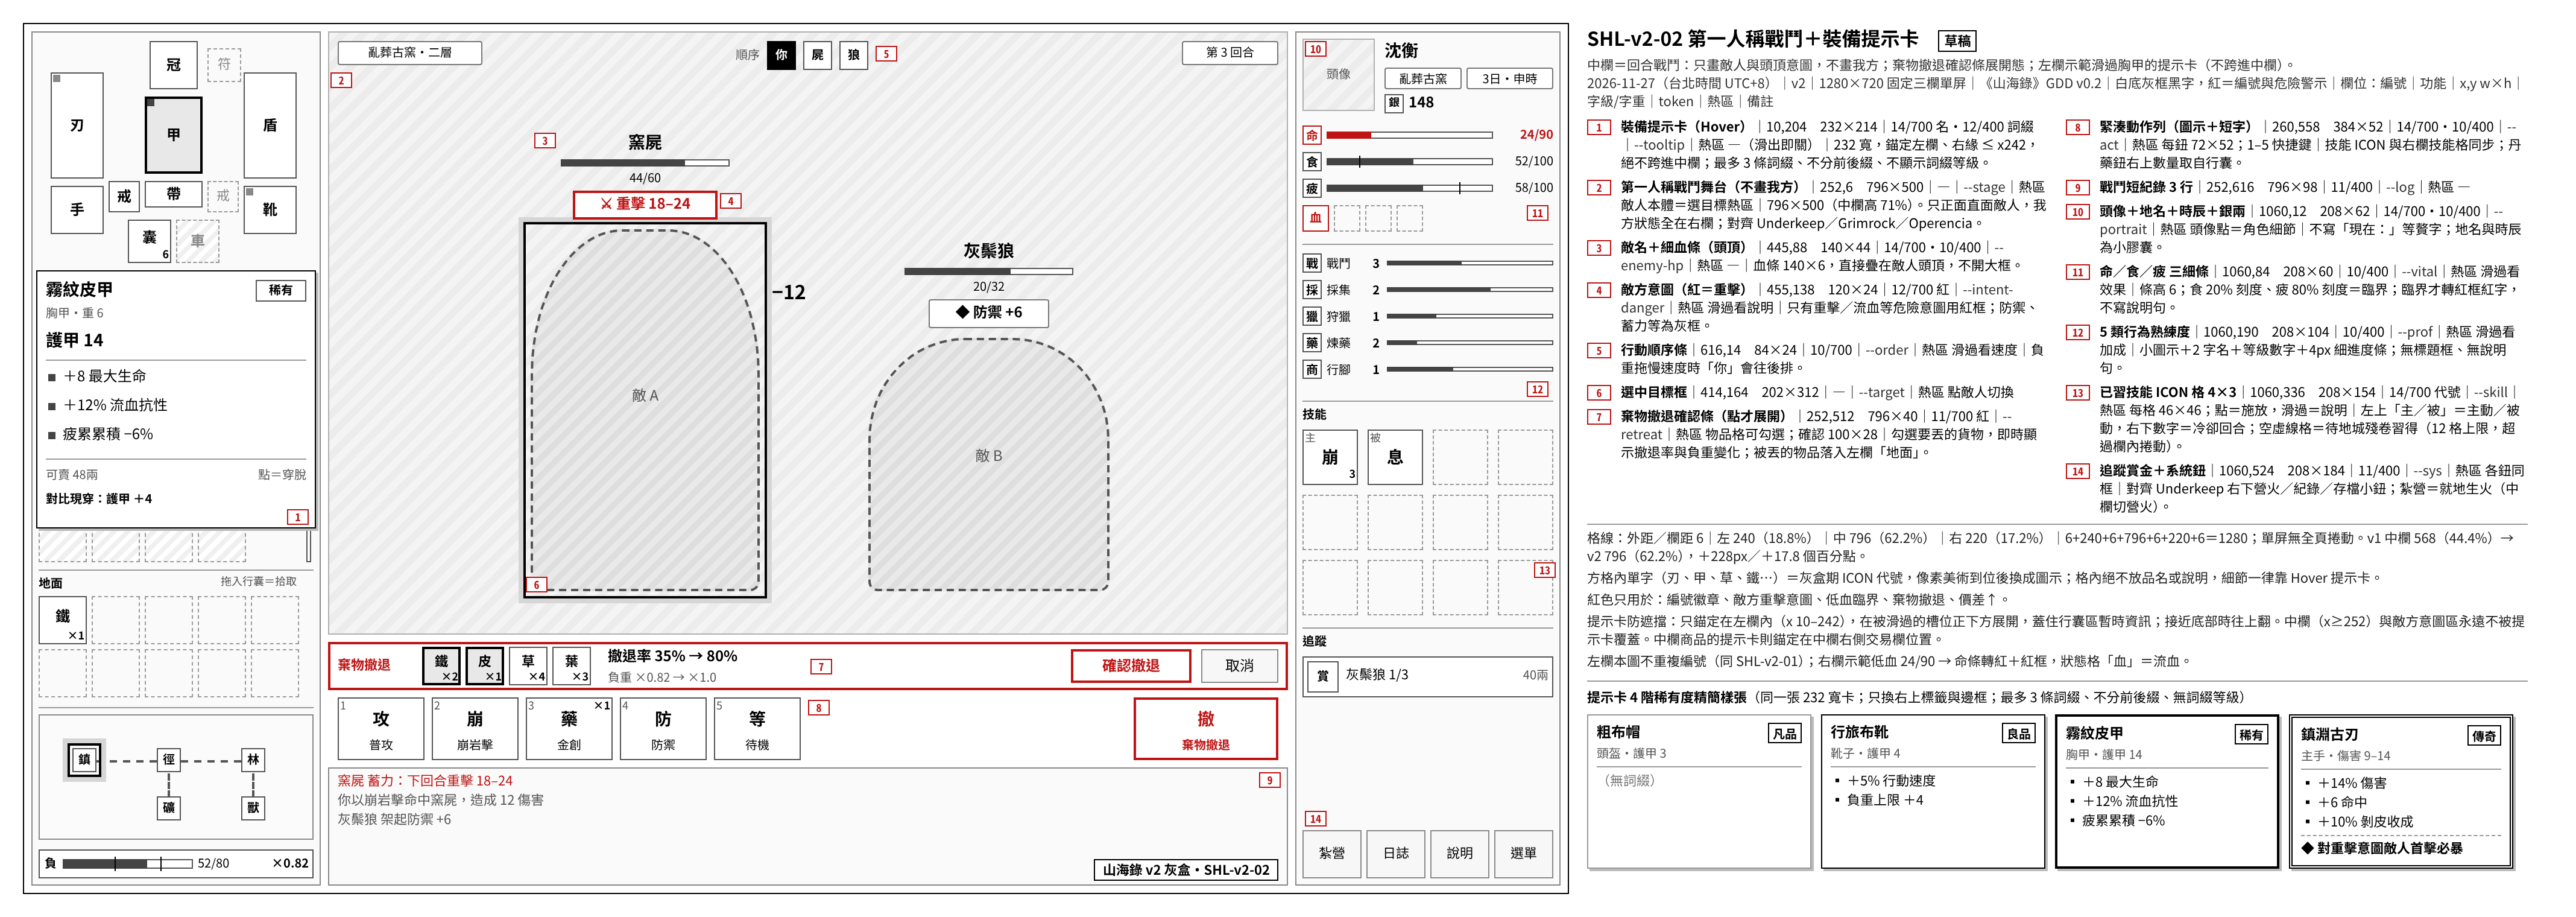 冠
符
刃
甲
盾
手
戒
帶
戒
靴
囊
6
車
霧紋皮甲
稀有
胸甲・重 6
護甲 14
＋8 最大生命
＋12% 流血抗性
疲累累積 −6%
可賣 48兩
點＝穿脫
對比現穿：護甲 ＋4
1
地面
拖入行囊＝拾取
鐵
×1
鎮
徑
林
礦
獸
負
52/80
×0.82
亂葬古窯・二層
順序
你
屍
狼
5
第 3 回合
2
3
窯屍
44/60
⚔ 重擊 18–24
4
敵 A
−12
6
灰鬃狼
20/32
◆ 防禦 +6
敵 B
棄物撤退
鐵
×2
皮
×1
草
×4
葉
×3
撤退率 35% → 80%
負重 ×0.82 → ×1.0
7
確認撤退
取消
1
攻
普攻
2
崩
崩岩擊
3
×1
藥
金創
4
防
防禦
5
等
待機
8
撤
棄物撤退
窯屍 蓄力：下回合重擊 18–24
你以崩岩擊命中窯屍，造成 12 傷害
灰鬃狼 架起防禦 +6
9
山海錄 v2 灰盒・SHL-v2-02
10
頭像
沈衡
亂葬古窯
3日・申時
銀
148
命
24/90
食
52/100
疲
58/100
血
11
戰
戰鬥
3
採
採集
2
獵
狩獵
1
藥
煉藥
2
商
行腳
1
12
技能
主
崩
3
被
息
13
追蹤
賞
灰鬃狼 1/3
40兩
14
紮營
日誌
說明
選單
SHL-v2-02 第一人稱戰鬥＋裝備提示卡
草稿
中欄＝回合戰鬥：只畫敵人與頭頂意圖，不畫我方；棄物撤退確認條展開態；左欄示範滑過胸甲的提示卡（不跨進中欄）。
2026-11-27（台北時間 UTC+8）｜v2｜1280×720 固定三欄單屏｜《山海錄》GDD v0.2｜白底灰框黑字，紅＝編號與危險警示｜欄位：編號｜功能｜x,y w×h｜
字級/字重｜token｜熱區｜備註
1
裝備提示卡（Hover）｜10,204　232×214｜14/700 名・12/400 詞綴
｜--tooltip｜熱區 —（滑出即關）｜232 寬，錨定左欄、右緣 ≤ x242，
絕不跨進中欄；最多 3 條詞綴、不分前後綴、不顯示詞綴等級。
2
第一人稱戰鬥舞台（不畫我方）｜252,6　796×500｜—｜--stage｜熱區
敵人本體＝選目標熱區｜796×500（中欄高 71%）。只正面直面敵人，我
方狀態全在右欄；對齊 Underkeep／Grimrock／Operencia。
3
敵名＋細血條（頭頂）｜445,88　140×44｜14/700・10/400｜--
enemy-hp｜熱區 —｜血條 140×6，直接疊在敵人頭頂，不開大框。
4
敵方意圖（紅＝重擊）｜455,138　120×24｜12/700 紅｜--intent-
danger｜熱區 滑過看說明｜只有重擊／流血等危險意圖用紅框；防禦、
蓄力等為灰框。
5
行動順序條｜616,14　84×24｜10/700｜--order｜熱區 滑過看速度｜負
重拖慢速度時「你」會往後排。
6
選中目標框｜414,164　202×312｜—｜--target｜熱區 點敵人切換
7
棄物撤退確認條（點才展開）｜252,512　796×40｜11/700 紅｜--
retreat｜熱區 物品格可勾選；確認 100×28｜勾選要丟的貨物，即時顯
示撤退率與負重變化；被丟的物品落入左欄「地面」。
8
緊湊動作列（圖示＋短字）｜260,558　384×52｜14/700・10/400｜--
act｜熱區 每鈕 72×52；1–5 快捷鍵｜技能 ICON 與右欄技能格同步；丹
藥鈕右上數量取自行囊。
9
戰鬥短紀錄 3 行｜252,616　796×98｜11/400｜--log｜熱區 —
10
頭像＋地名＋時辰＋銀兩｜1060,12　208×62｜14/700・10/400｜--
portrait｜熱區 頭像點＝角色細節｜不寫「現在：」等贅字；地名與時辰
為小膠囊。
11
命／食／疲 三細條｜1060,84　208×60｜10/400｜--vital｜熱區 滑過看
效果｜條高 6；食 20% 刻度、疲 80% 刻度＝臨界；臨界才轉紅框紅字，
不寫說明句。
12
5 類行為熟練度｜1060,190　208×104｜10/400｜--prof｜熱區 滑過看
加成｜小圖示＋2 字名＋等級數字＋4px 細進度條；無標題框、無說明
句。
13
已習技能 ICON 格 4×3｜1060,336　208×154｜14/700 代號｜--skill｜
熱區 每格 46×46；點＝施放，滑過＝說明｜左上「主／被」＝主動／被
動，右下數字＝冷卻回合；空虛線格＝待地城殘卷習得（12 格上限，超
過欄內捲動）。
14
追蹤賞金＋系統鈕｜1060,524　208×184｜11/400｜--sys｜熱區 各鈕同
框｜對齊 Underkeep 右下營火／紀錄／存檔小鈕；紮營＝就地生火（中
欄切營火）。
格線：外距／欄距 6｜左 240（18.8%）｜中 796（62.2%）｜右 220（17.2%）｜6+240+6+796+6+220+6＝1280；單屏無全頁捲動。v1 中欄 568（44.4%）→
v2 796（62.2%），＋228px／＋17.8 個百分點。
方格內單字（刃、甲、草、鐵…）＝灰盒期 ICON 代號，像素美術到位後換成圖示；格內絕不放品名或說明，細節一律靠 Hover 提示卡。
紅色只用於：編號徽章、敵方重擊意圖、低血臨界、棄物撤退、價差↑。
提示卡防遮擋：只錨定在左欄內（x 10–242），在被滑過的槽位正下方展開，蓋住行囊區暫時資訊；接近底部時往上翻。中欄（x≥252）與敵方意圖區永遠不被提
示卡覆蓋。中欄商品的提示卡則錨定在中欄右側交易欄位置。
左欄本圖不重複編號（同 SHL-v2-01）；右欄示範低血 24/90 → 命條轉紅＋紅框，狀態格「血」＝流血。
提示卡 4 階稀有度精簡樣張（同一張 232 寬卡；只換右上標籤與邊框；最多 3 條詞綴、不分前後綴、無詞綴等級）
粗布帽
凡品
頭盔・護甲 3
（無詞綴）
行旅布靴
良品
靴子・護甲 4
▪ ＋5% 行動速度
▪ 負重上限 ＋4
霧紋皮甲
稀有
胸甲・護甲 14
▪ ＋8 最大生命
▪ ＋12% 流血抗性
▪ 疲累累積 −6%
鎮淵古刃
傳奇
主手・傷害 9–14
▪ ＋14% 傷害
▪ ＋6 命中
▪ ＋10% 剝皮收成
◆ 對重擊意圖敵人首擊必暴